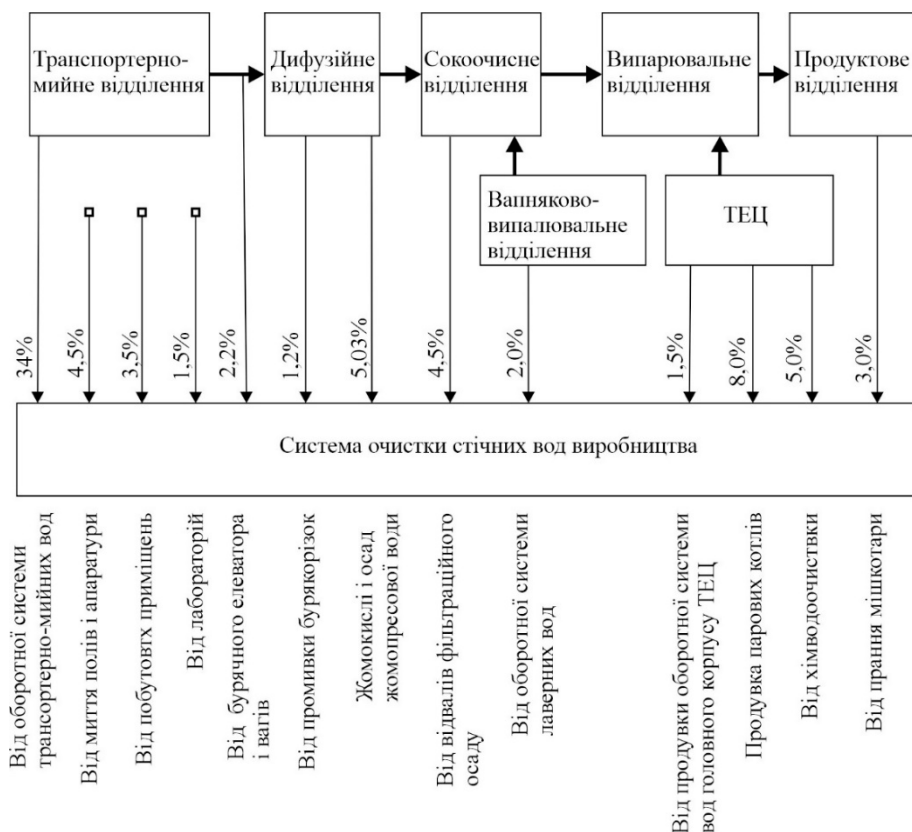 Транспортерно-
мийне відділення
Дифузійне
відділення
Сокоочисне
відділення
Випарювальне
відділення
Продуктове
відділення
Вапняково-
випалювальне
відділення
ТЕЦ
34%
4,5%
3,5%
1,5%
2,2%
1,2%
5,03%
4,5%
2,0%
1,5%
8,0%
5,0%
3,0%
Система очистки стічних вод виробництва
Від оборотної системи
трансортерно-мийних вод
Від миття полів і апаратури
Від побутовтх приміщень
Від лабораторій
Від бурячного елеватора
і вагів
Від промивки бурякорізок
Жомокислі і осад
жомопресової води
Від відвалів фільтраційного
осаду
Від оборотної системи
лаверних вод
Від продувки оборотної системи
вод головного корпусу ТЕЦ
Продувка парових котлів
Від хімводоочиствки
Від прання мішкотари